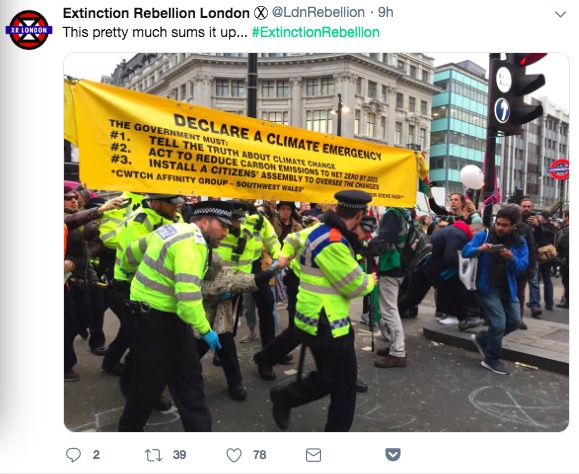 XR LONDON
Extinction Rebellion London @LdnRebellion · 9h
This pretty much sums it up... #ExtinctionRebellion
DECLARE A CLIMATE EMERGENCY
THE GOVERNMENT MUST:
#1. TELL THE TRUTH ABOUT CLIMATE CHANGE
#2. ACT TO REDUCE CARBON EMISSIONS TO NET ZERO BY 2025
#3. INSTALL A CITIZENS' ASSEMBLY TO OVERSEE THE CHANGES
*CWTCH AFFINITY GROUP - SOUTHWEST WALES*
2 39 78